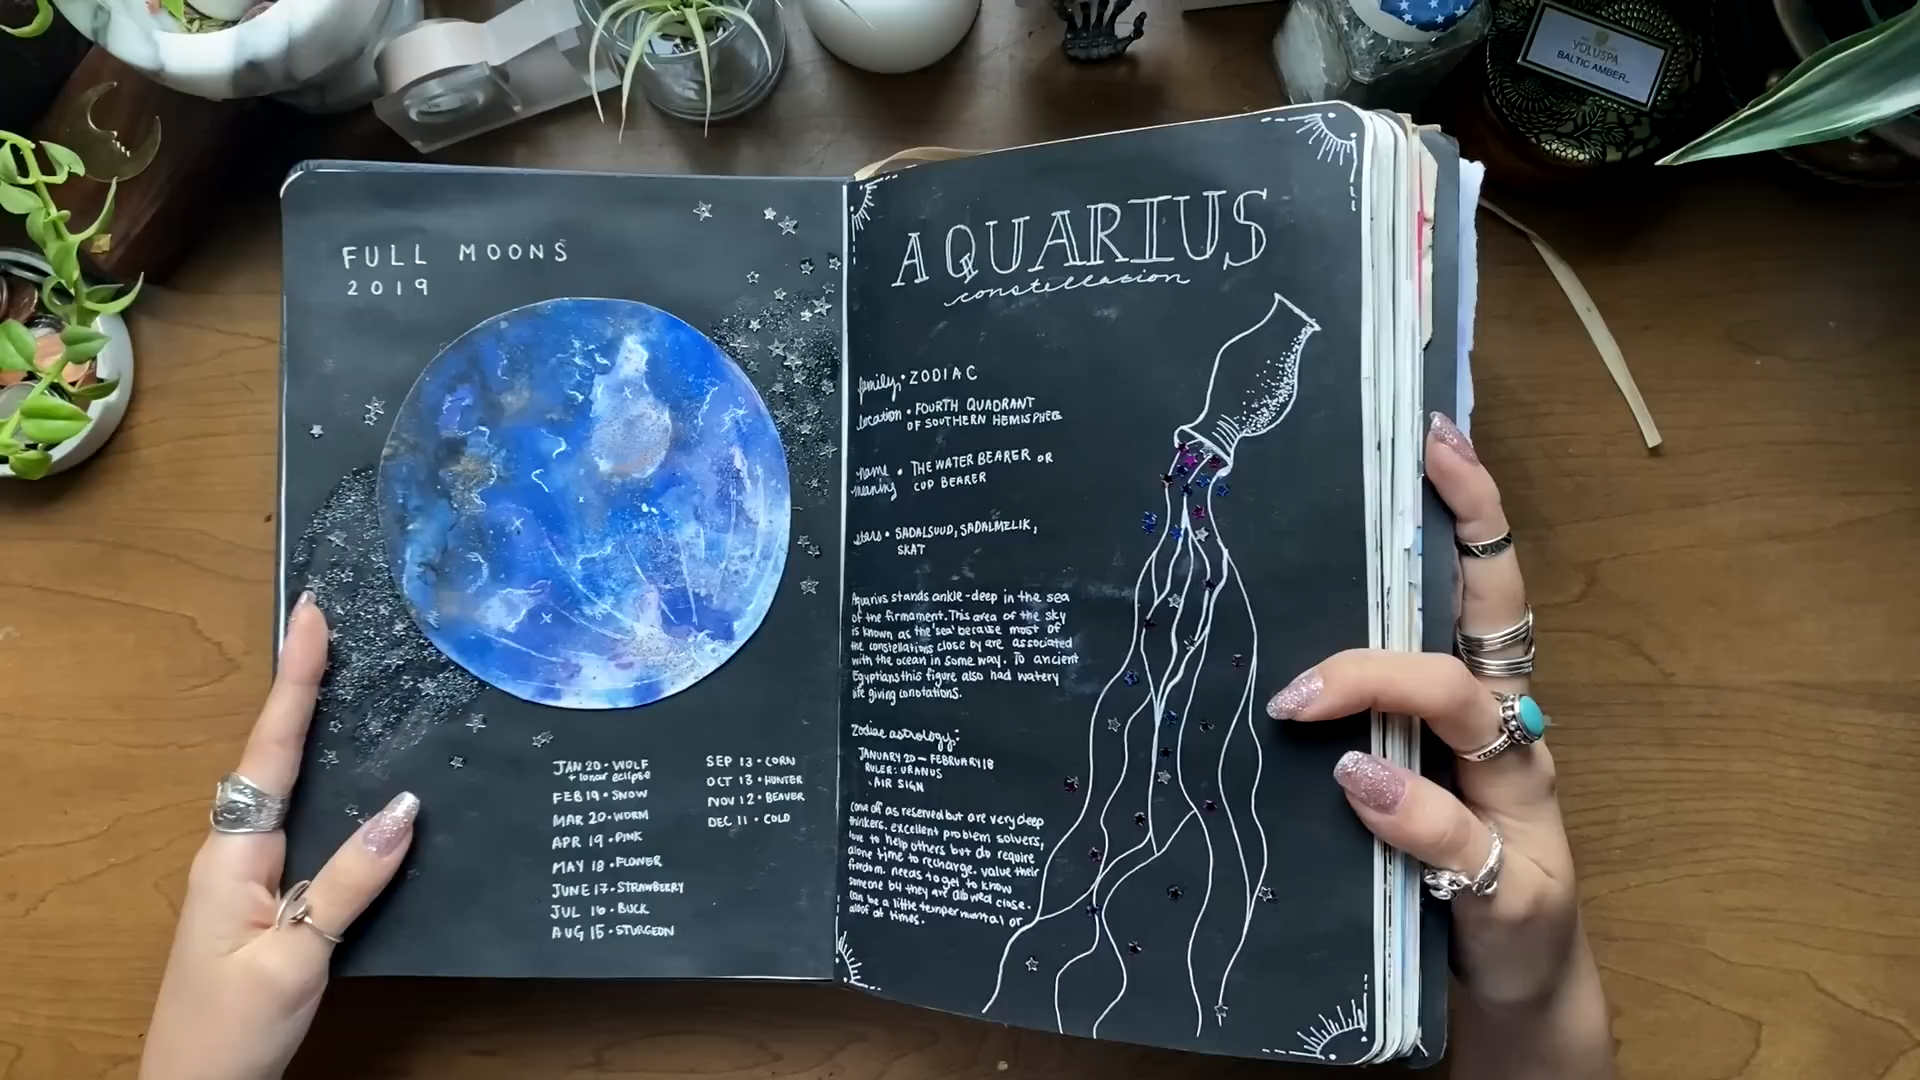 VOLUSPA
BALTIC AMBER
FULL MOONS
2019
JAN 20 • WOLF
+ lunar eclipse
FEB 19 • SNOW
MAR 20 • WORM
APR 19 • PINK
MAY 18 • FLOWER
JUNE 17 • STRAWBERRY
JUL 16 • BUCK
AUG 15 • STURGEON
SEP 13 • CORN
OCT 13 • HUNTER
NOV 12 • BEAVER
DEC 11 • COLD
AQUARIUS
constellation
family • ZODIAC
location • FOURTH QUADRANT
OF SOUTHERN HEMISPHERE
name meaning • THE WATER BEARER OR
CUP BEARER
stars • SADALSUUD, SADALMELIK,
SKAT
Aquarius stands ankle-deep in the sea
of the firmament. This area of the sky
is known as the 'sea' because most of
the constellations close by are associated
with the ocean in some way. To ancient
Egyptians this figure also had watery
life giving conotations.
Zodiac astrology:
JANUARY 20 - FEBRUARY 18
RULER: URANUS
• AIR SIGN
Come off as reserved but are very deep
thinkers. excellent problem solvers,
love to help others but do require
alone time to recharge. value their
freedom. needs to get to know
someone by they are allowed close.
Can be a little tempermental or
aloof at times.